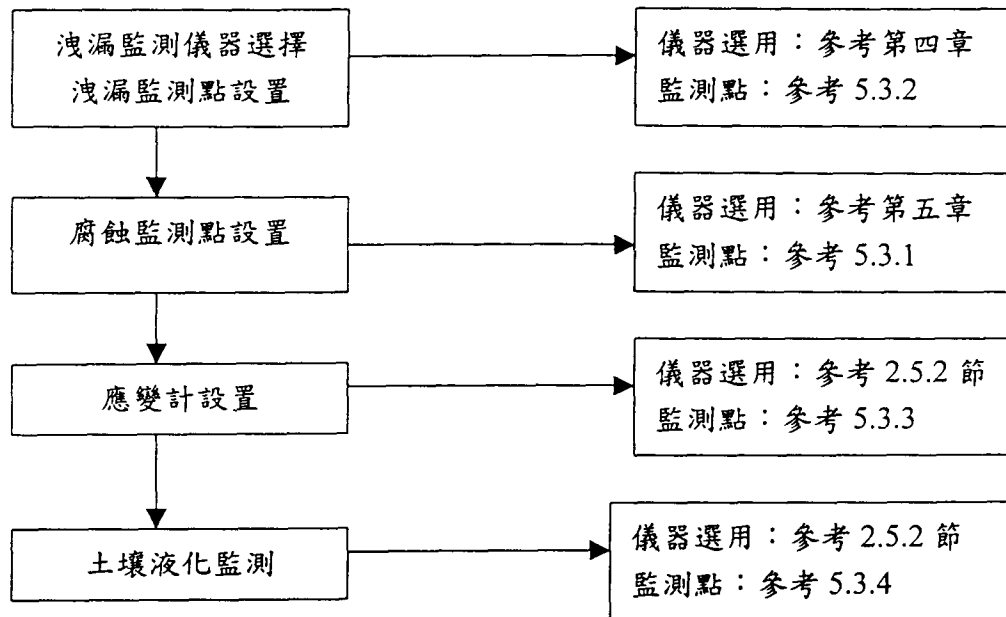 洩漏監測儀器選擇
洩漏監測點設置
儀器選用：參考第四章
監測點：參考 5.3.2
腐蝕監測點設置
儀器選用：參考第五章
監測點：參考 5.3.1
應變計設置
儀器選用：參考 2.5.2 節
監測點：參考 5.3.3
土壤液化監測
儀器選用：參考 2.5.2 節
監測點：參考 5.3.4